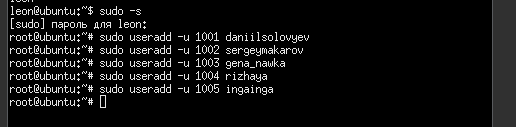 leon
leon@ubuntu:~$ sudo -s
[sudo] пароль для leon:
root@ubuntu:~# sudo useradd -u 1001 daniilsolovyev
root@ubuntu:~# sudo useradd -u 1002 sergeymakarov
root@ubuntu:~# sudo useradd -u 1003 gena_nawka
root@ubuntu:~# sudo useradd -u 1004 rizhaya
root@ubuntu:~# sudo useradd -u 1005 ingainga
root@ubuntu:~#